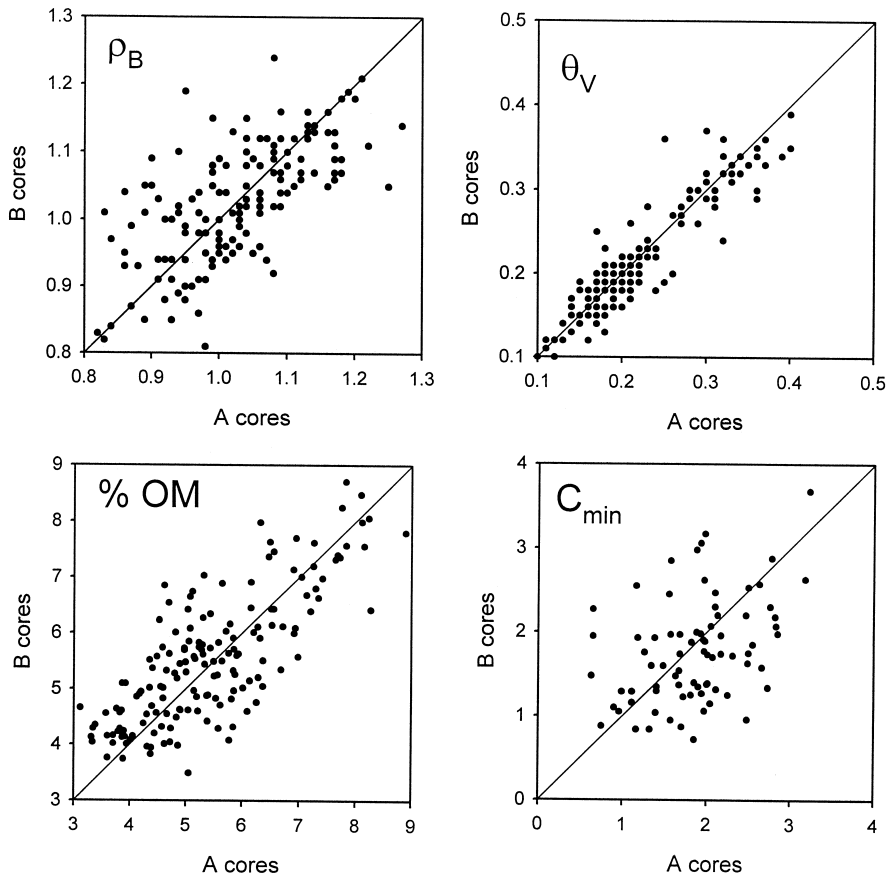 ρB
1.3
1.2
1.1
1.0
0.9
0.8
B cores
0.8 0.9 1.0 1.1 1.2 1.3
A cores
θV
0.5
0.4
0.3
0.2
0.1
B cores
0.1 0.2 0.3 0.4 0.5
A cores
% OM
9
8
7
6
5
4
3
B cores
3 4 5 6 7 8 9
A cores
Cmin
4
3
2
1
0
B cores
0 1 2 3 4
A cores